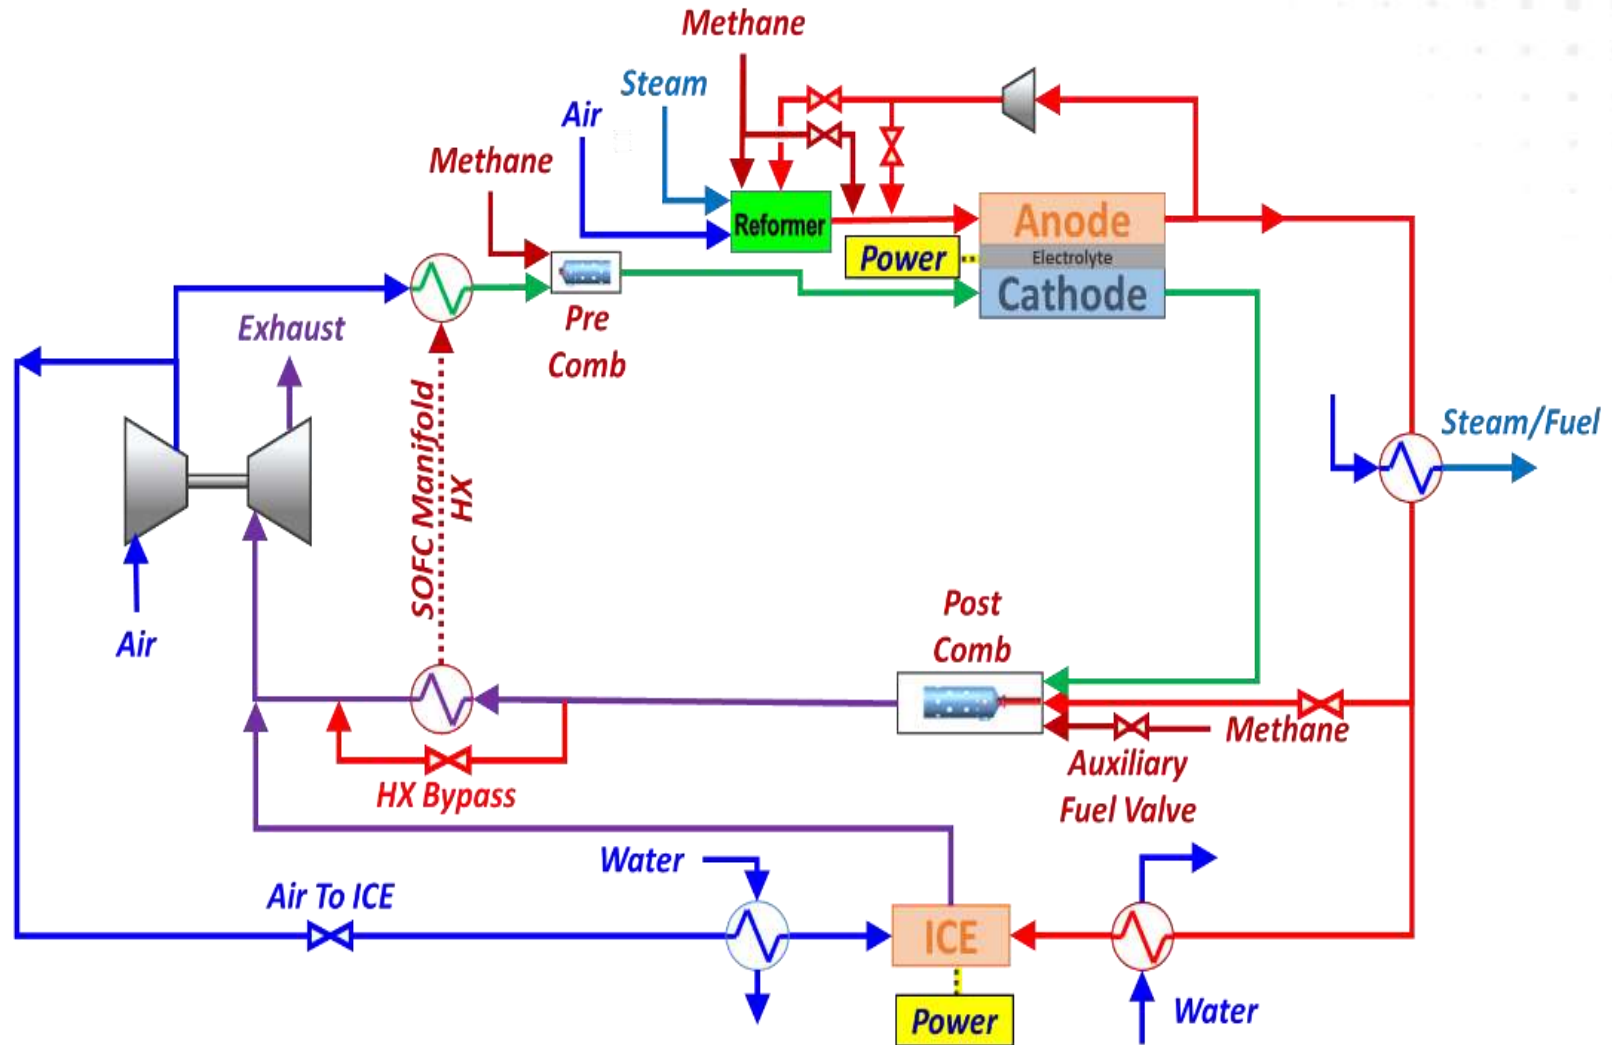 Methane
Steam
Air
Methane
Reformer
Anode
Power
Electrolyte
Cathode
Pre
Comb
Exhaust
SOFC Manifold
HX
Steam/Fuel
Air
Post
Comb
Methane
Auxiliary
Fuel Valve
HX Bypass
Water
Air To ICE
ICE
Water
Power